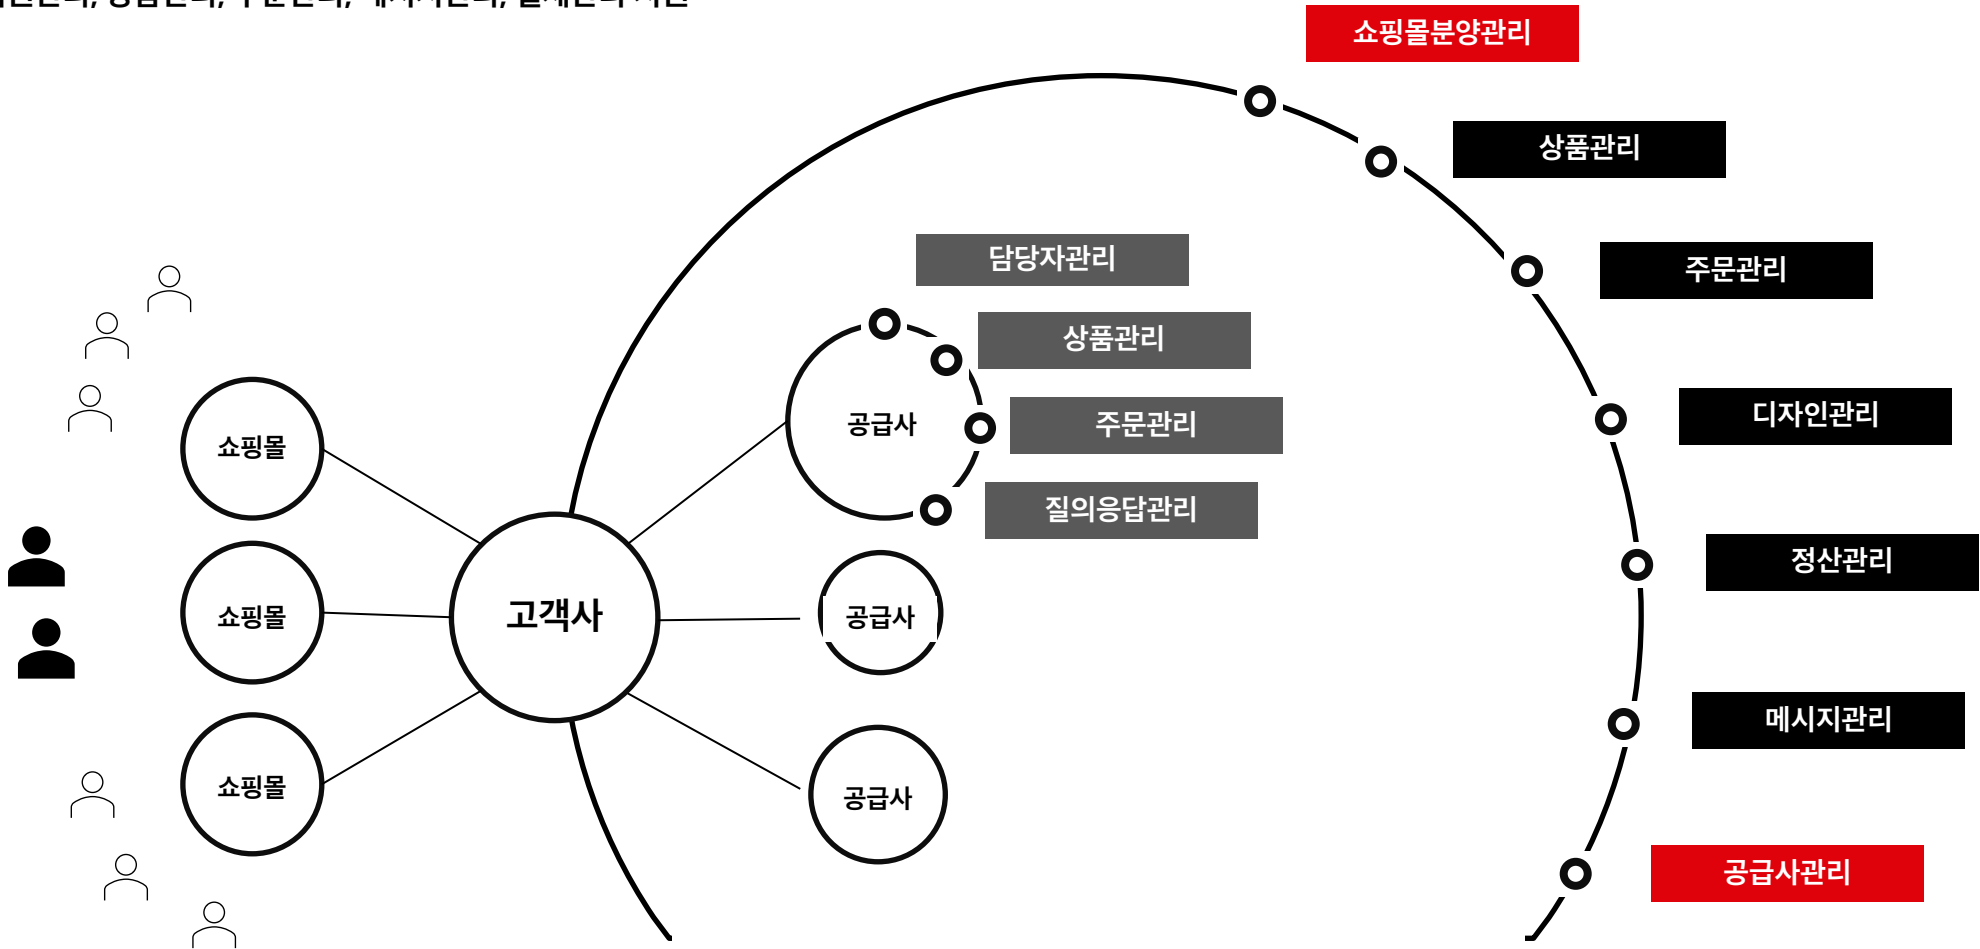 쇼핑몰분양관리
상품관리
주문관리
디자인관리
정산관리
메시지관리
공급사관리
담당자관리
상품관리
주문관리
질의응답관리
공급사
공급사
공급사
고객사
쇼핑몰
쇼핑몰
쇼핑몰